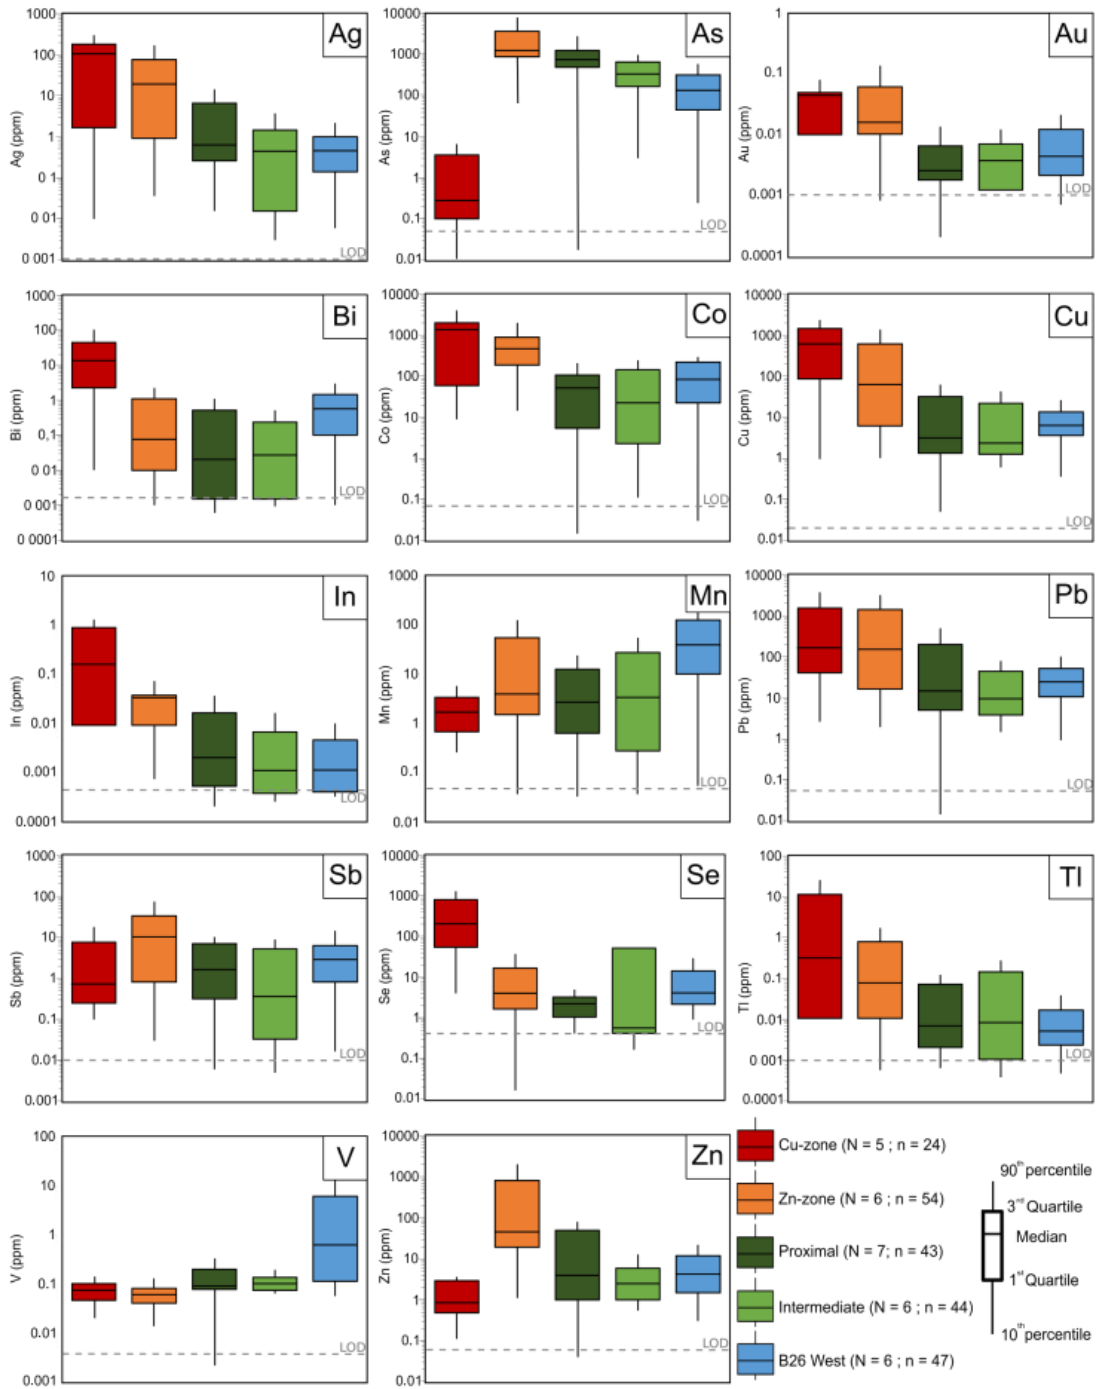 Ag
1000
100
10
1
0.1
0 01
0 001
Ag (ppm)
LOD
As
10000
1000
100
10
1
0.1
0.01
As (ppm)
LOD
Au
1
0.1
0.01
0.001
0.0001
Au (ppm)
LOD
Bi
1000
100
10
1
0.1
0 01
0 001
0 0001
Bi (ppm)
LOD
Co
10000
1000
100
10
1
0.1
0.01
Co (ppm)
LOD
Cu
10000
1000
100
10
1
0.1
0.01
Cu (ppm)
LOD
In
10
1
0.1
0.01
0.001
0.0001
In (ppm)
LOD
Mn
1000
100
10
1
0.1
0.01
Mn (ppm)
LOD
Pb
10000
1000
100
10
1
0.1
0.01
Pb (ppm)
LOD
Sb
1000
100
10
1
0.1
0.01
0.001
Sb (ppm)
LOD
Se
10000
1000
100
10
1
0.1
0.01
Se (ppm)
LOD
Tl
100
10
1
0.1
0.01
0.001
0.0001
Tl (ppm)
LOD
V
100
10
1
0.1
0.01
0.001
V (ppm)
LOD
Zn
10000
1000
100
10
1
0.1
0.01
Zn (ppm)
LOD
Cu-zone (N = 5 ; n = 24)
Zn-zone (N = 6 ; n = 54)
Proximal (N = 7; n = 43)
Intermediate (N = 6 ; n = 44)
B26 West (N = 6 ; n = 47)
90th percentile
3rd Quartile
Median
1st Quartile
10th percentile